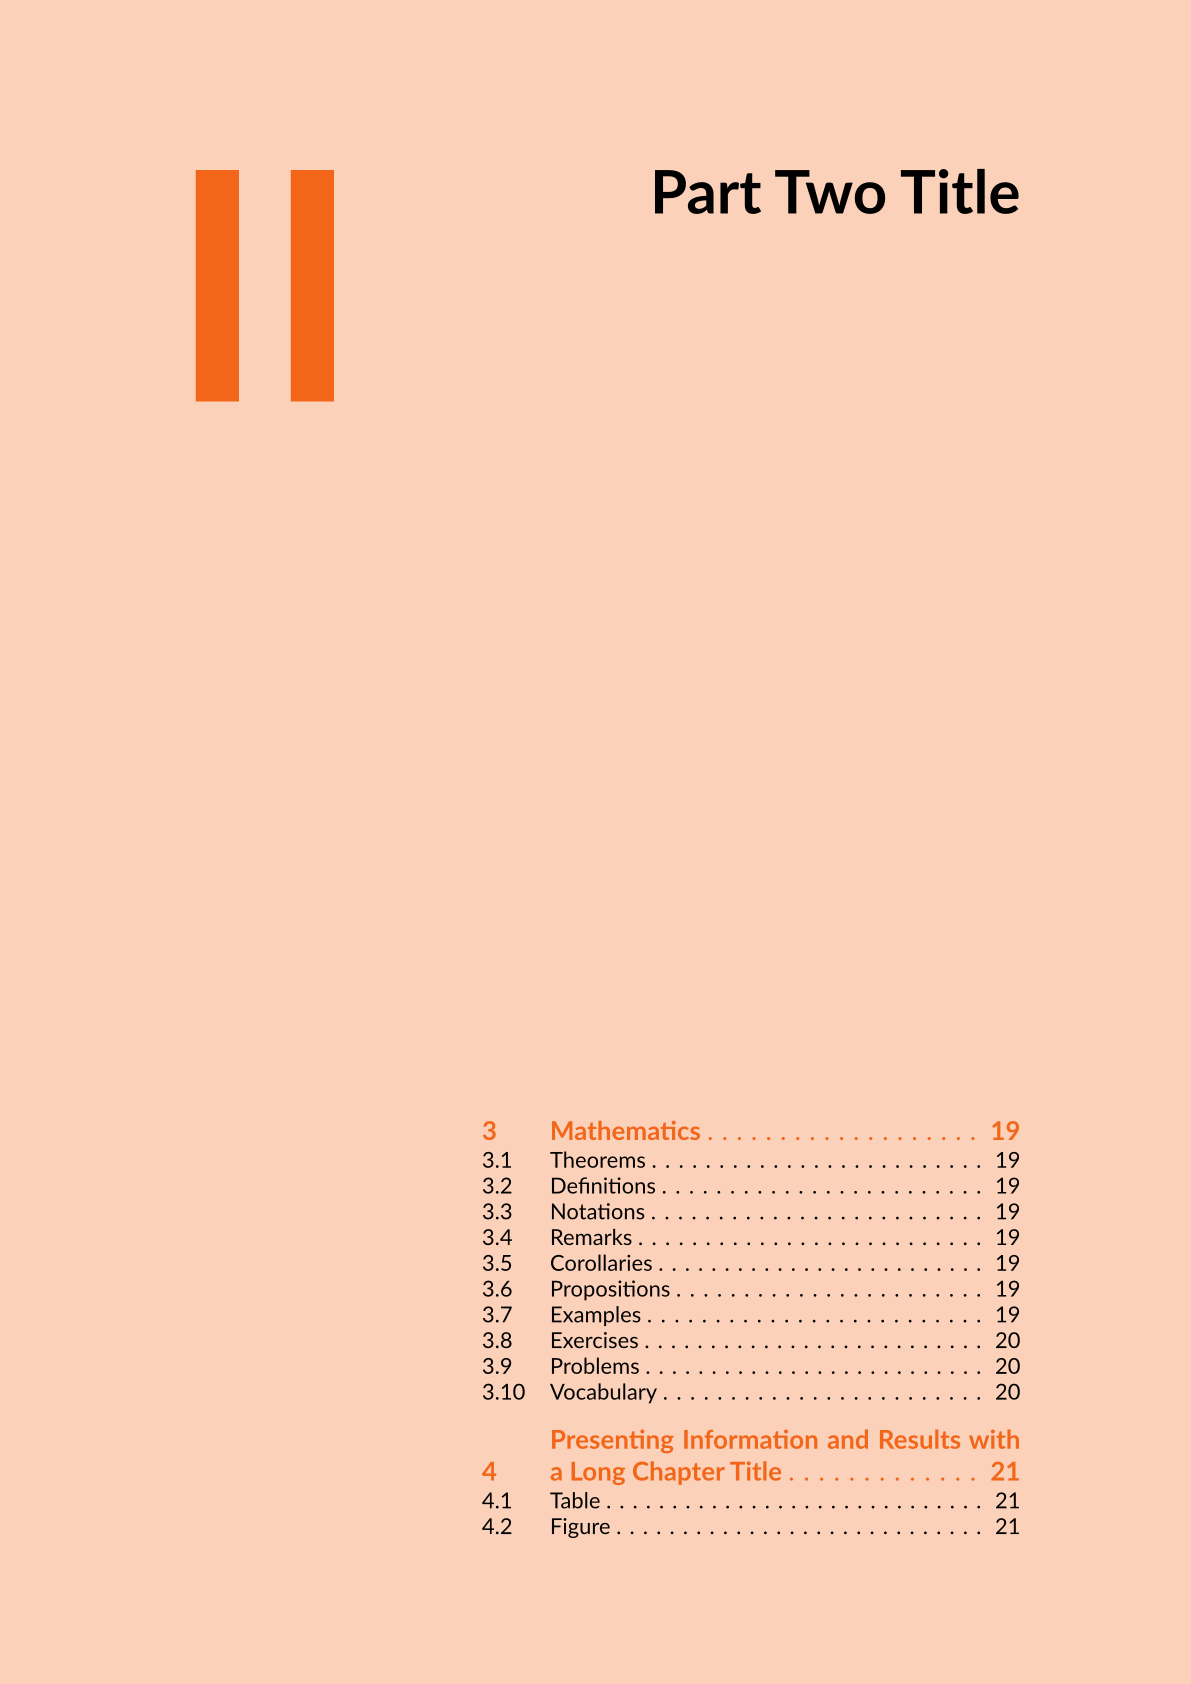 II
Part Two Title
3 Mathematics . . . . . . . . . . . . . . . . . . . 19
3.1 Theorems . . . . . . . . . . . . . . . . . . . . . . . . . 19
3.2 Definitions . . . . . . . . . . . . . . . . . . . . . . . . 19
3.3 Notations . . . . . . . . . . . . . . . . . . . . . . . . . 19
3.4 Remarks . . . . . . . . . . . . . . . . . . . . . . . . . . 19
3.5 Corollaries . . . . . . . . . . . . . . . . . . . . . . . . . 19
3.6 Propositions . . . . . . . . . . . . . . . . . . . . . . . 19
3.7 Examples . . . . . . . . . . . . . . . . . . . . . . . . . 19
3.8 Exercises . . . . . . . . . . . . . . . . . . . . . . . . . . 20
3.9 Problems . . . . . . . . . . . . . . . . . . . . . . . . . . 20
3.10 Vocabulary . . . . . . . . . . . . . . . . . . . . . . . . 20
Presenting Information and Results with
4 a Long Chapter Title . . . . . . . . . . . . . 21
4.1 Table . . . . . . . . . . . . . . . . . . . . . . . . . . . . . 21
4.2 Figure . . . . . . . . . . . . . . . . . . . . . . . . . . . . 21